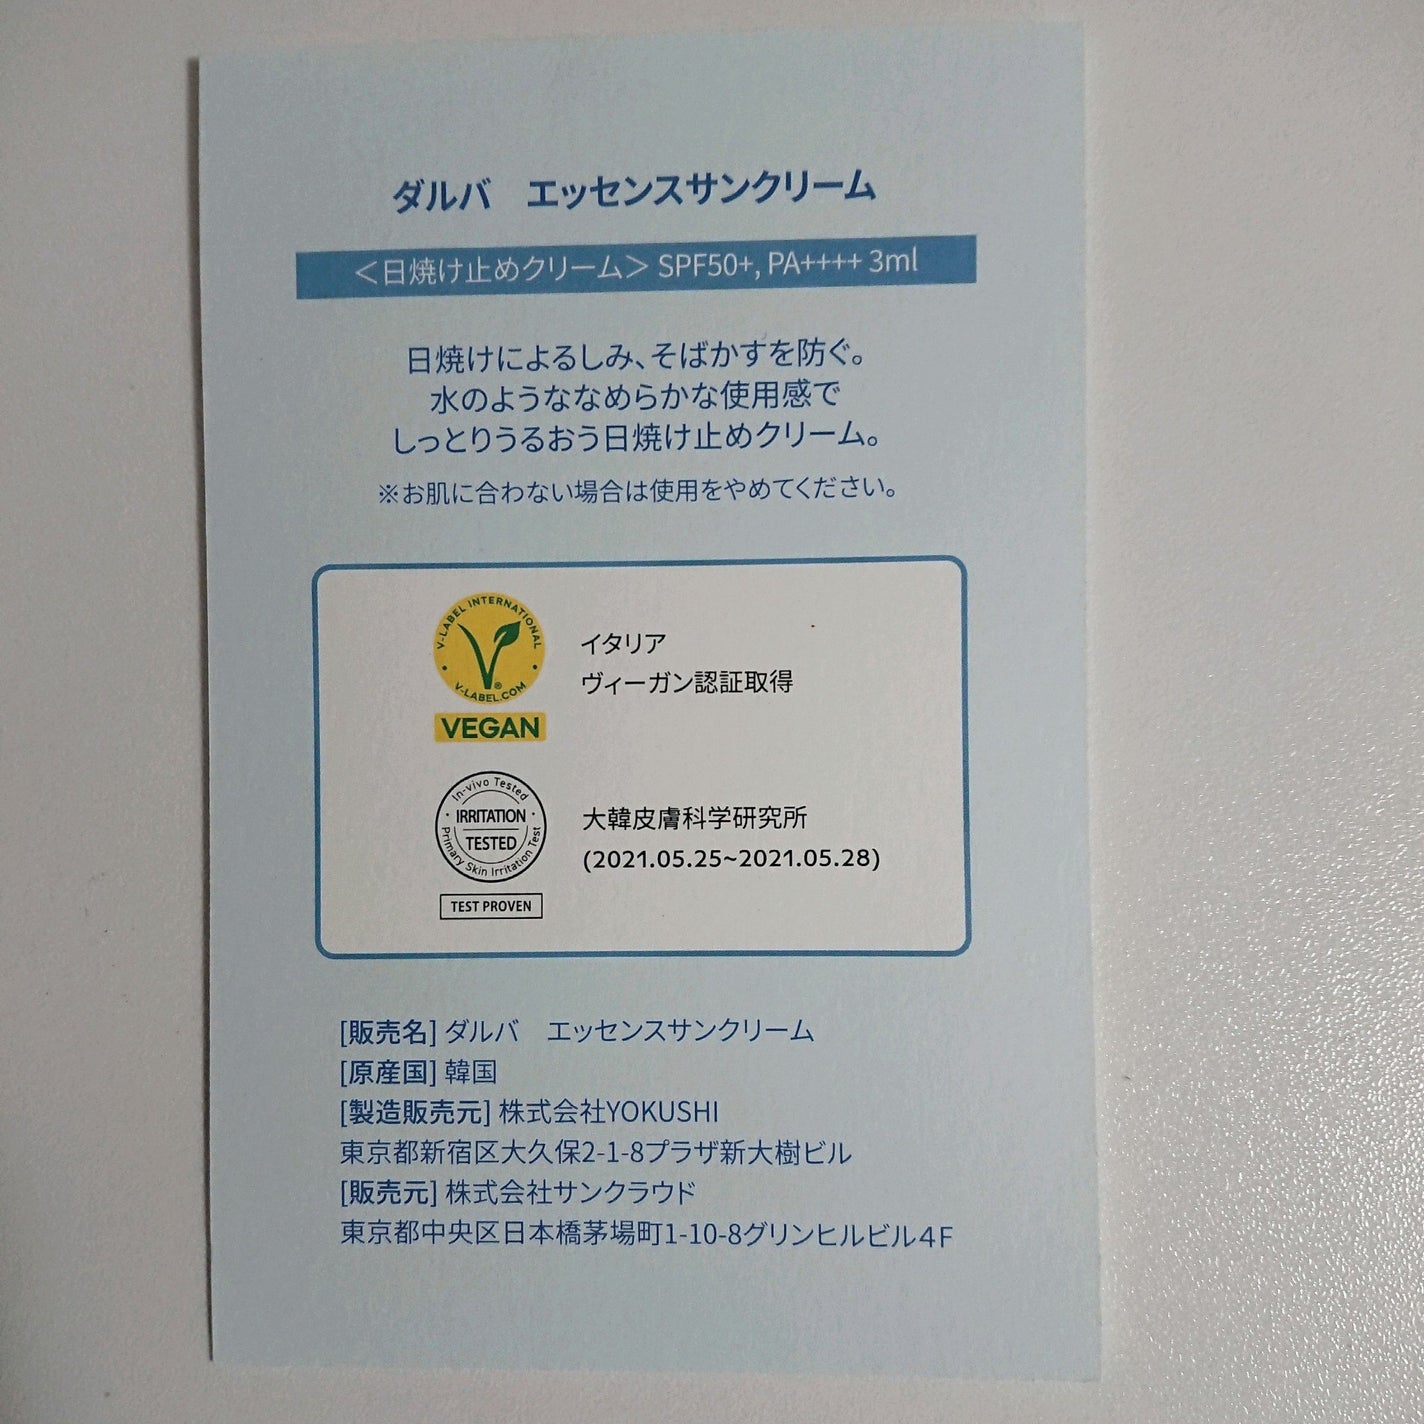 ダルバ　エッセンスサンクリーム
＜日焼け止めクリーム＞ SPF50+, PA++++ 3ml
日焼けによるしみ、そばかすを防ぐ。
水のようななめらかな使用感で
しっとりうるおう日焼け止めクリーム。
※お肌に合わない場合は使用をやめてください。
V-LABEL INTERNATIONAL
V®
V-LABEL.COM
VEGAN
イタリア
ヴィーガン認証取得
In-vivo Tested
IRRITATION
TESTED
Primary Skin Irritation Test
TEST PROVEN
大韓皮膚科学研究所
(2021.05.25~2021.05.28)
[販売名] ダルバ　エッセンスサンクリーム
[原産国] 韓国
[製造販売元] 株式会社YOKUSHI
東京都新宿区大久保2-1-8プラザ新大樹ビル
[販売元] 株式会社サンクラウド
東京都中央区日本橋茅場町1-10-8グリンヒルビル４F